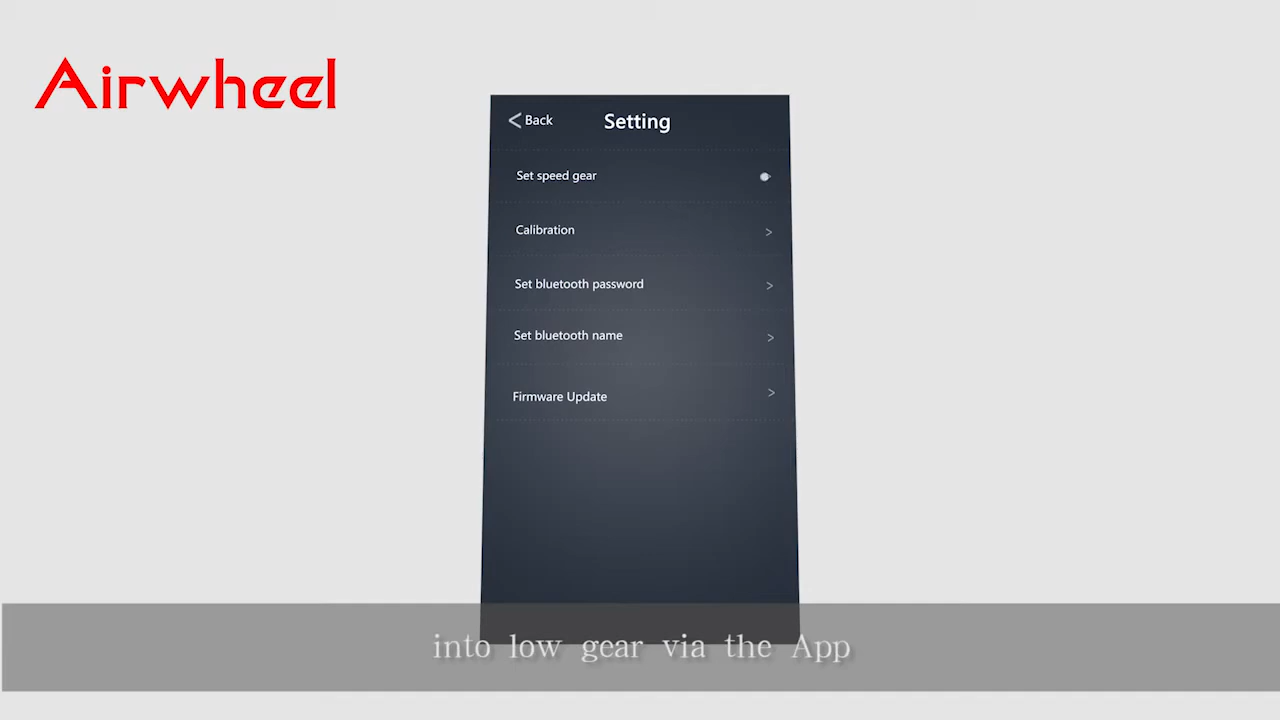 Airwheel
< Back
Setting
Set speed gear
Calibration >
Set bluetooth password >
Set bluetooth name >
Firmware Update >
into low gear via the App